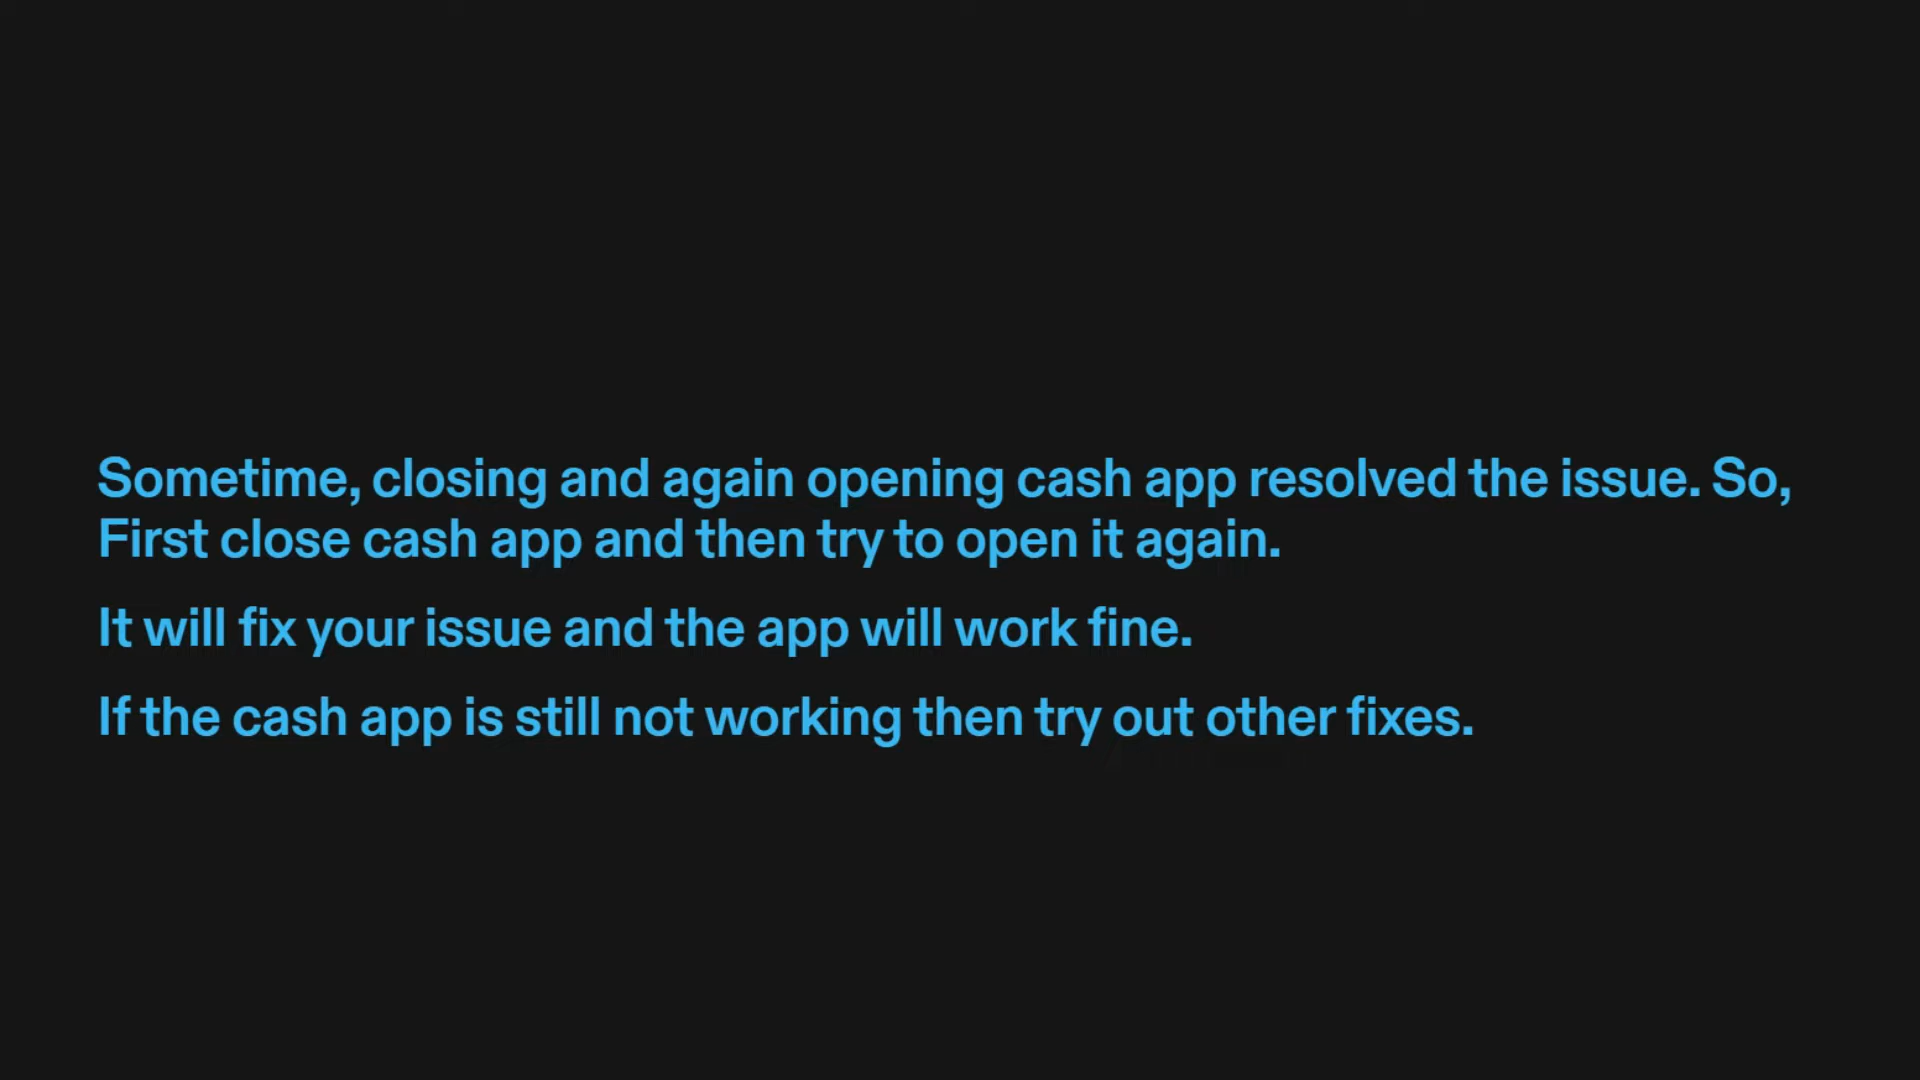 Sometime, closing and again opening cash app resolved the issue. So,
First close cash app and then try to open it again.
It will fix your issue and the app will work fine.
If the cash app is still not working then try out other fixes.